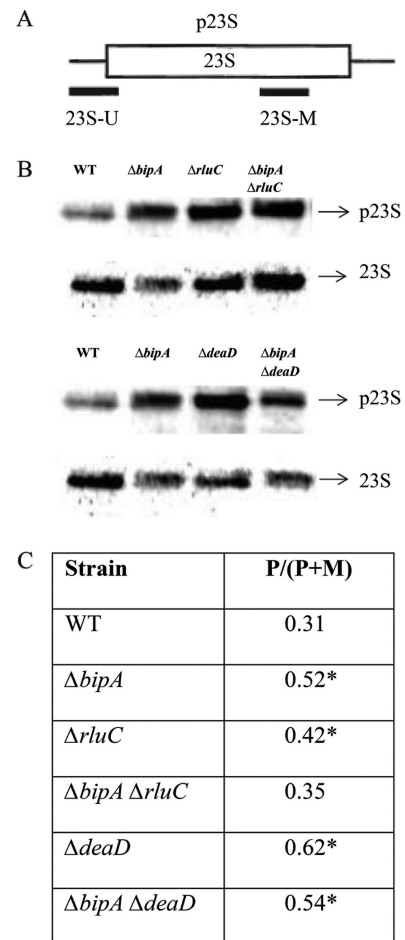 A
p23S
23S
23S-U 23S-M
B
WT ΔbipA ΔrluC ΔbipA
ΔrluC
p23S
23S
WT ΔbipA ΔdeaD ΔbipA
ΔdeaD
p23S
23S
C
Strain P/(P+M)
WT 0.31
ΔbipA 0.52*
ΔrluC 0.42*
ΔbipA ΔrluC 0.35
ΔdeaD 0.62*
ΔbipA ΔdeaD 0.54*